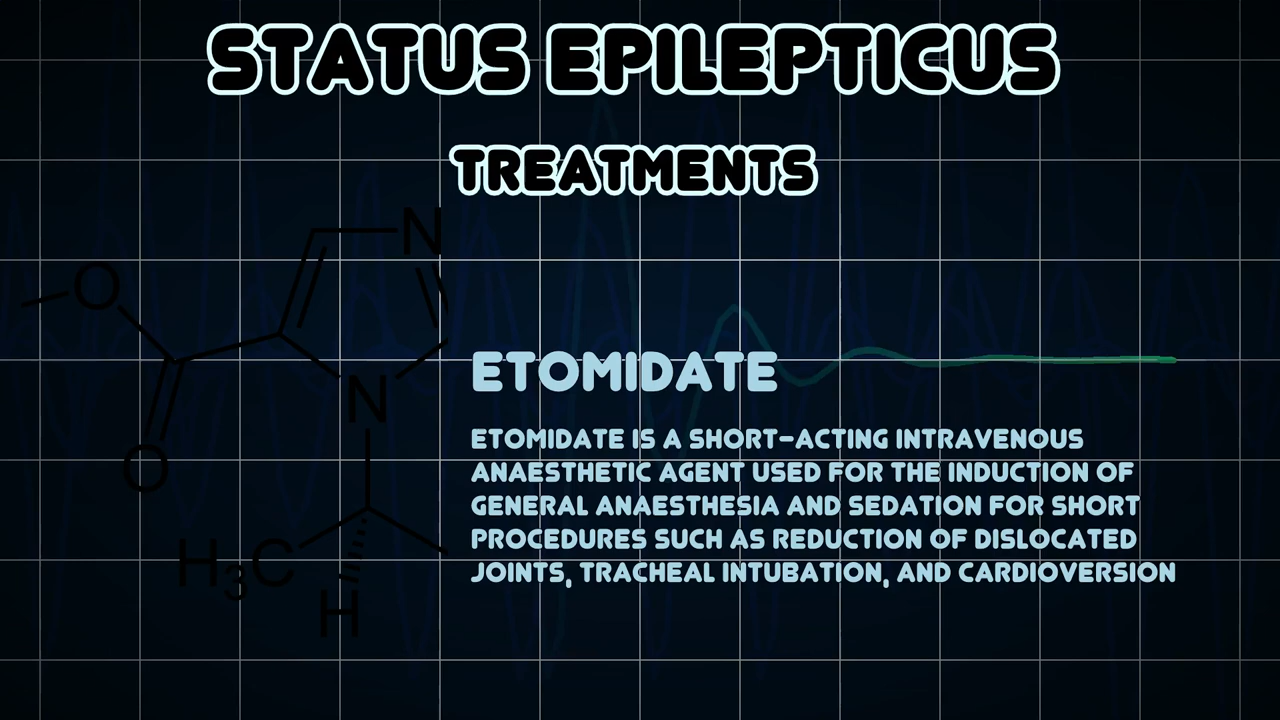 STATUS EPILEPTICUS
TREATMENTS
N
O
N
O
H₃C
H
ETOMIDATE
ETOMIDATE IS A SHORT-ACTING INTRAVENOUS
ANAESTHETIC AGENT USED FOR THE INDUCTION OF
GENERAL ANAESTHESIA AND SEDATION FOR SHORT
PROCEDURES SUCH AS REDUCTION OF DISLOCATED
JOINTS, TRACHEAL INTUBATION, AND CARDIOVERSION